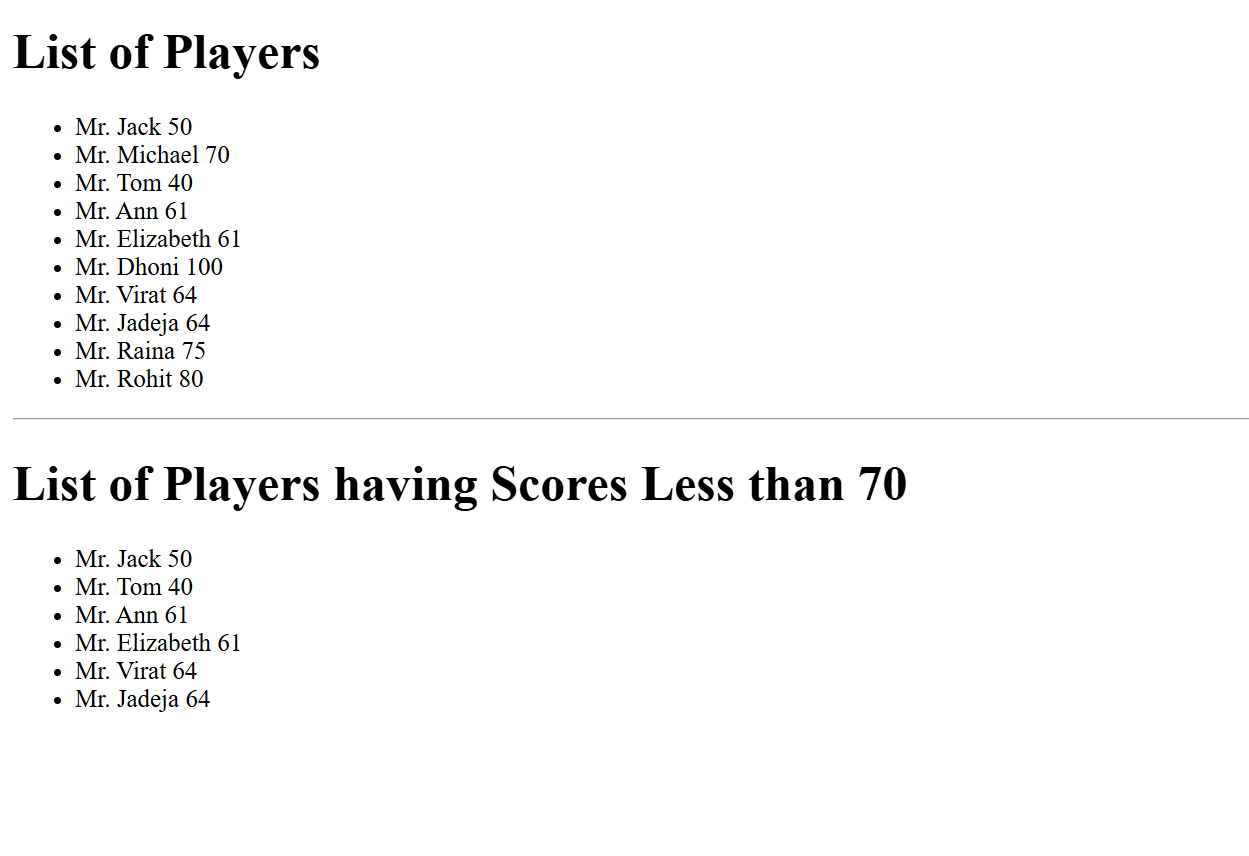 List of Players
• Mr. Jack 50
• Mr. Michael 70
• Mr. Tom 40
• Mr. Ann 61
• Mr. Elizabeth 61
• Mr. Dhoni 100
• Mr. Virat 64
• Mr. Jadeja 64
• Mr. Raina 75
• Mr. Rohit 80
List of Players having Scores Less than 70
• Mr. Jack 50
• Mr. Tom 40
• Mr. Ann 61
• Mr. Elizabeth 61
• Mr. Virat 64
• Mr. Jadeja 64